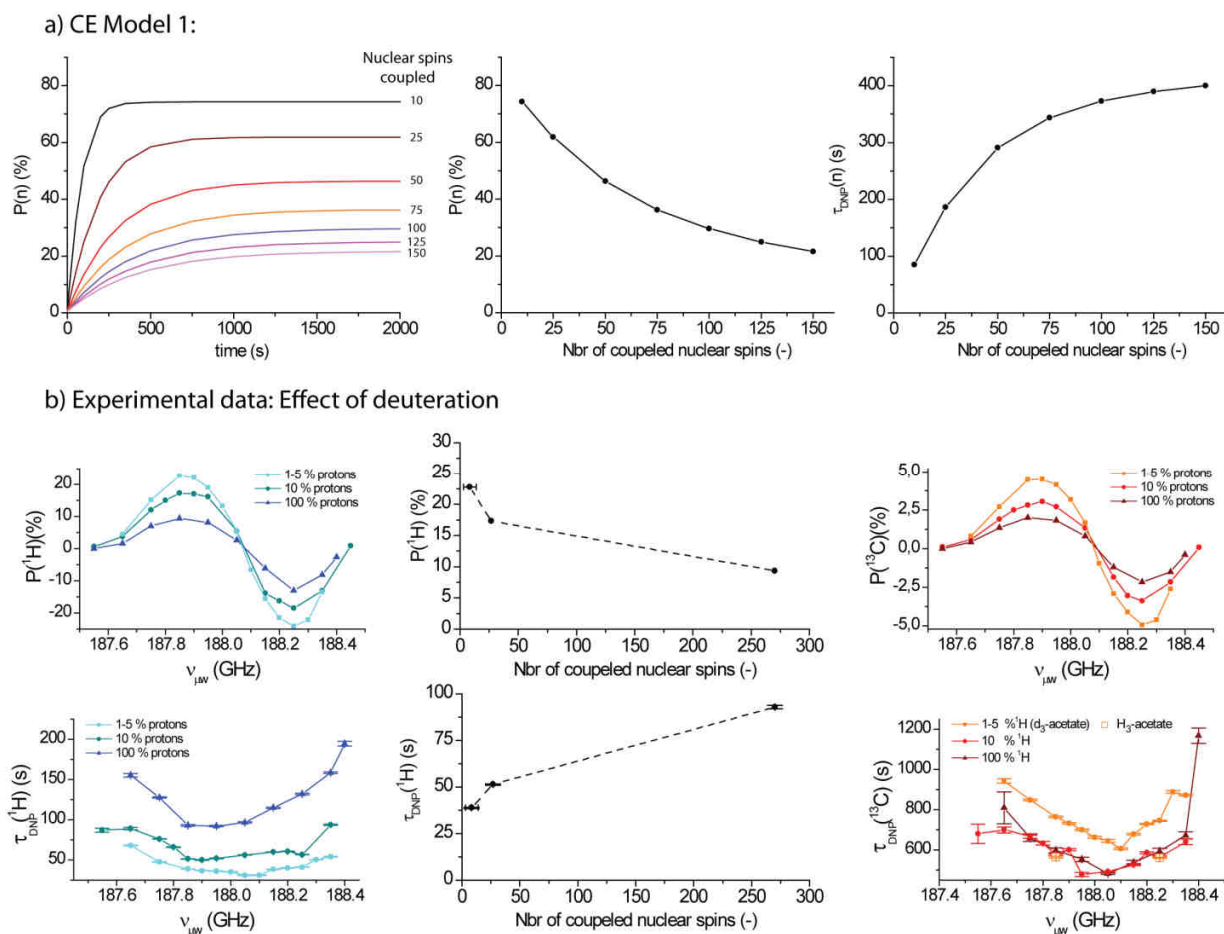 a) CE Model 1:
P(n) (%)
80
60
40
20
0
0 500 1000 1500 2000
time (s)
Nuclear spins
coupled
10
25
50
75
100
125
150
P(n) (%)
80
60
40
20
0
0 25 50 75 100 125 150
Nbr of coupeled nuclear spins (-)
τDNP(n) (s)
400
300
200
100
0
0 25 50 75 100 125 150
Nbr of coupeled nuclear spins (-)
b) Experimental data: Effect of deuteration
P(¹H)(%)
20
10
0
-10
-20
1-5 % protons
10 % protons
100 % protons
187.6 187.8 188.0 188.2 188.4
νμw (GHz)
P(¹H) (%)
30
25
20
15
10
5
0
0 50 100 150 200 250 300
Nbr of coupeled nuclear spins (-)
P(¹³C)(%)
5,0
2,5
0,0
-2,5
-5,0
1-5 % protons
10 % protons
100 % protons
187.6 187.8 188.0 188.2 188.4
νμw (GHz)
τDNP(¹H) (s)
200
150
100
50
1-5 % protons
10 % protons
100 % protons
187.6 187.8 188.0 188.2 188.4
νμw (GHz)
τDNP(¹H) (s)
100
75
50
25
0
0 50 100 150 200 250 300
Nbr of coupeled nuclear spins (-)
τDNP(¹³C) (s)
1200
1000
800
600
1-5 %¹H (d₃-acetate) H₃-acetate
10 %¹H
100 %¹H
187.4 187.6 187.8 188.0 188.2 188.4
νμw (GHz)